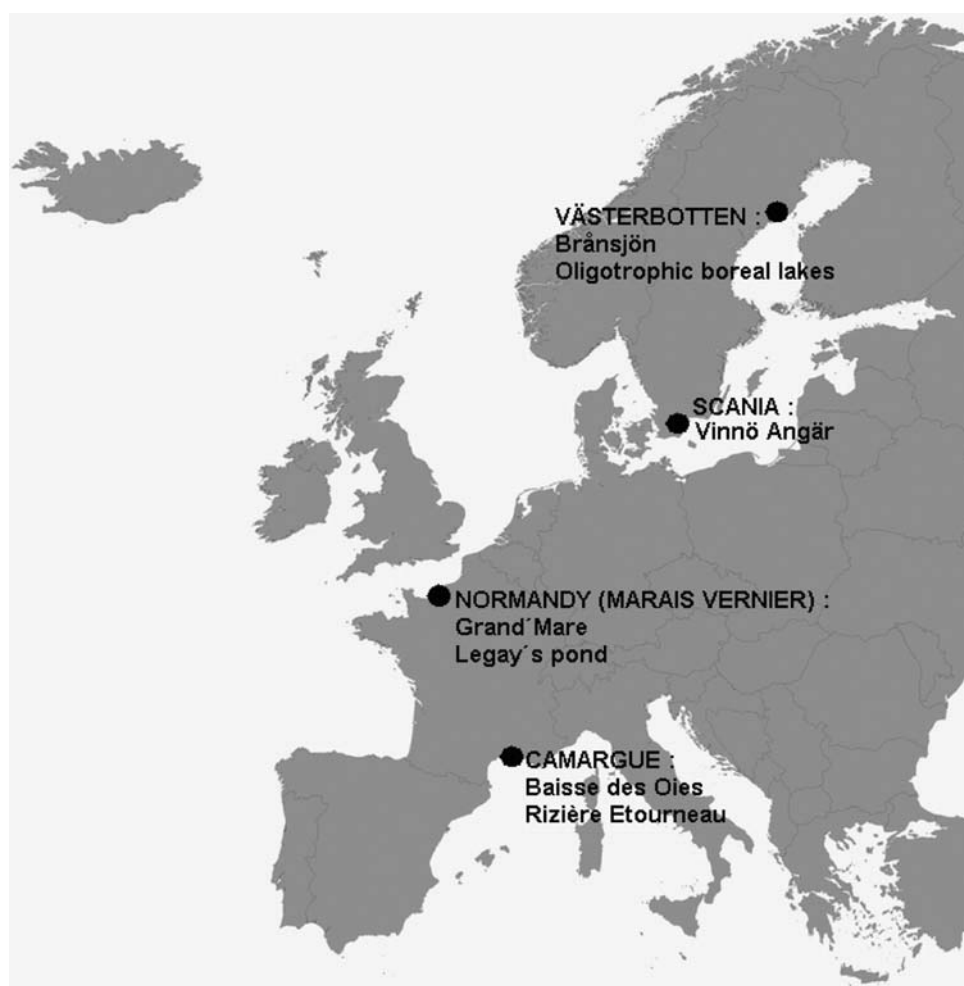 VÄSTERBOTTEN :
Brånsjön
Oligotrophic boreal lakes
SCANIA :
Vinnö Angär
NORMANDY (MARAIS VERNIER) :
Grand´Mare
Legay´s pond
CAMARGUE :
Baisse des Oies
Rizière Etourneau